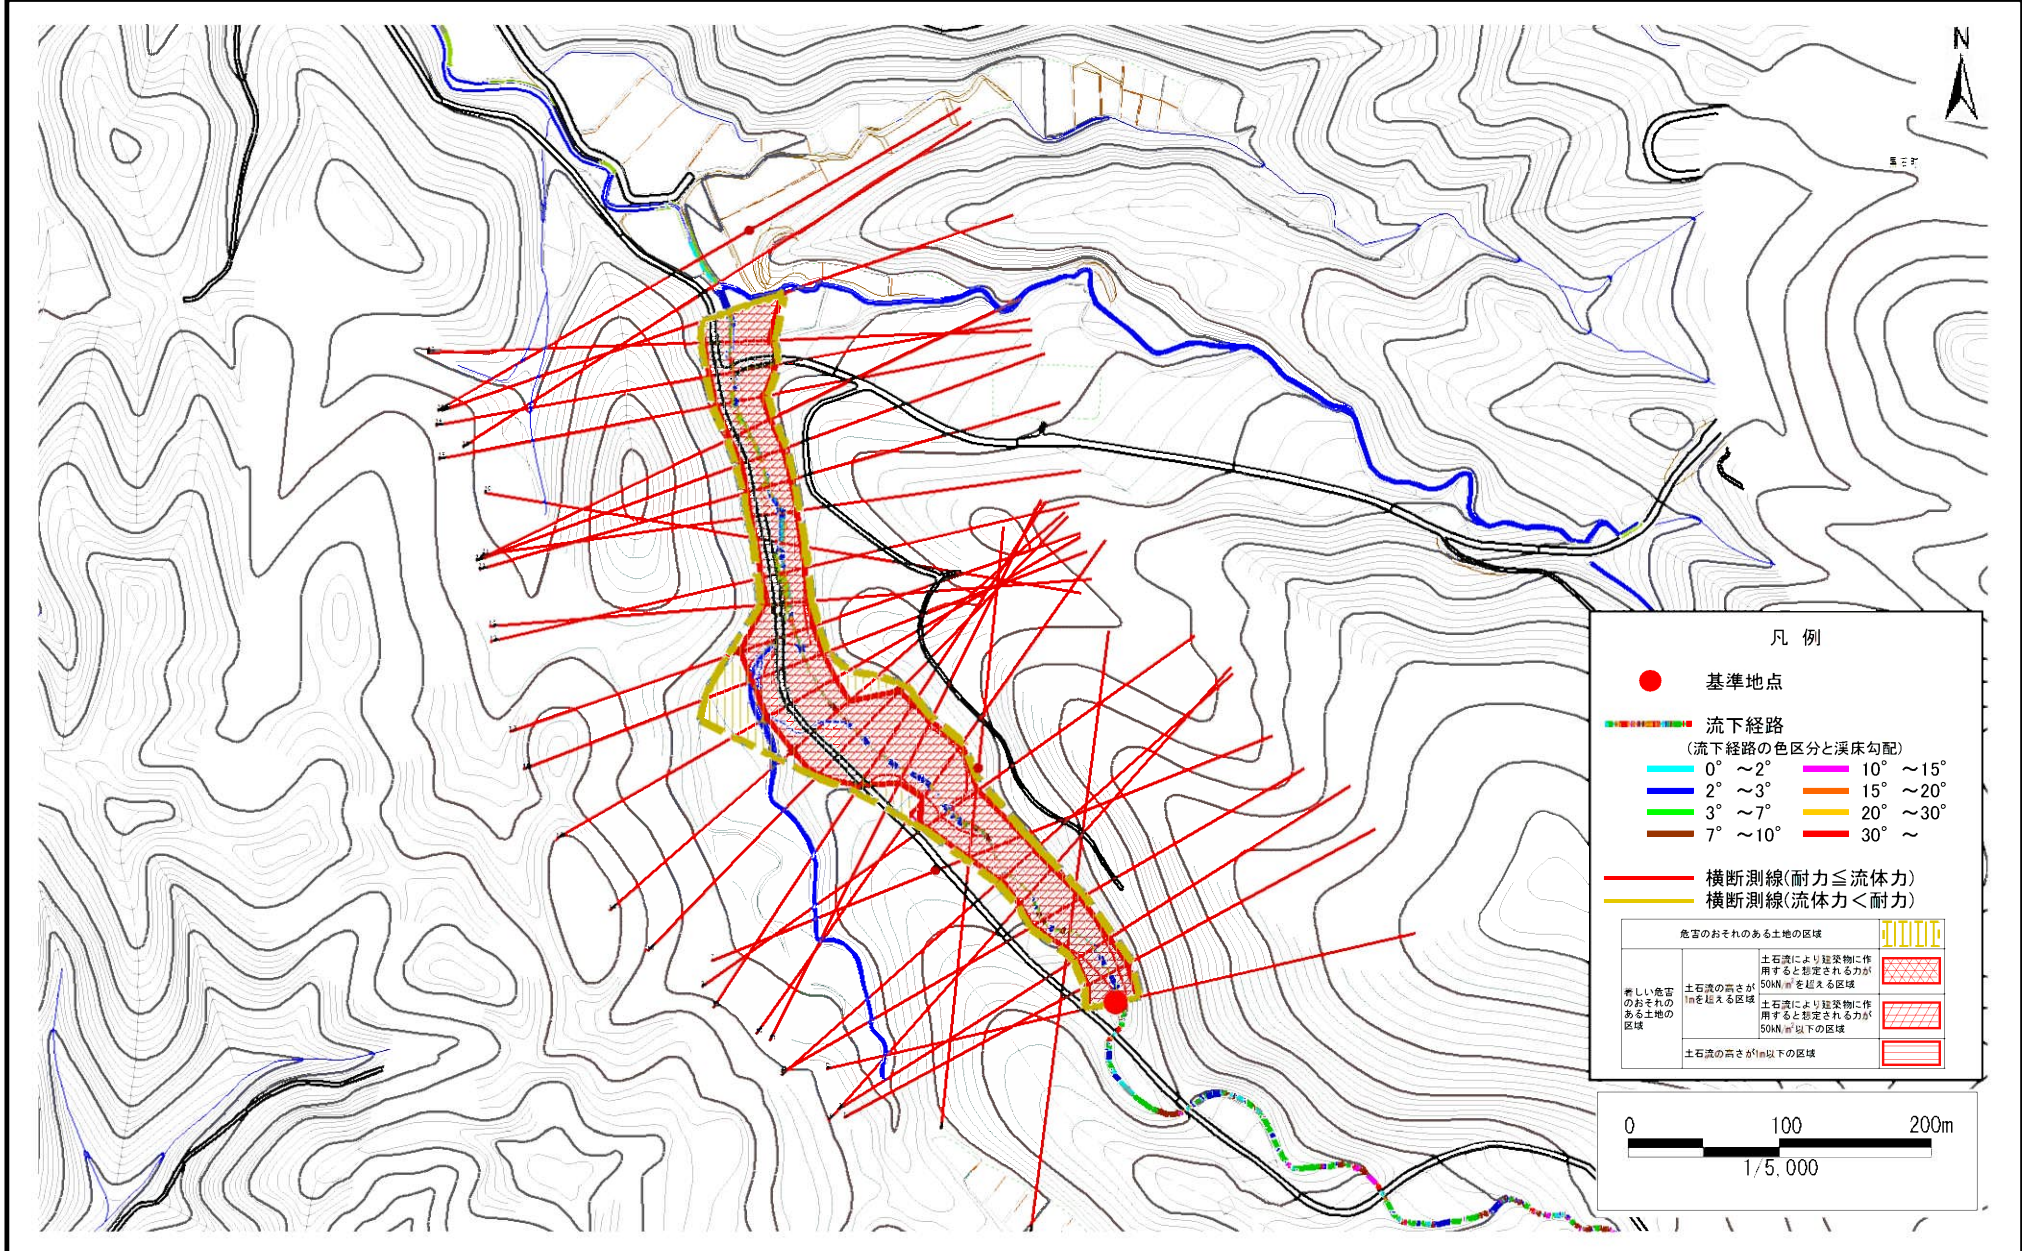 N
凡 例
基準地点
流下経路
(流下経路の色区分と渓床勾配)
0° ～2° 10° ～15°
2° ～3° 15° ～20°
3° ～7° 20° ～30°
7° ～10° 30° ～
横断測線(耐力≦流体力)
横断測線(流体力＜耐力)
危害のおそれのある土地の区域
著しい危害
のおそれの
ある土地の
区域
土石流の高さが
1mを超える区域
土石流により建築物に作
用すると想定される力が
50kN/㎡を超える区域
土石流により建築物に作
用すると想定される力が
50kN/㎡以下の区域
土石流の高さが1m以下の区域
0 100 200m
1/5,000